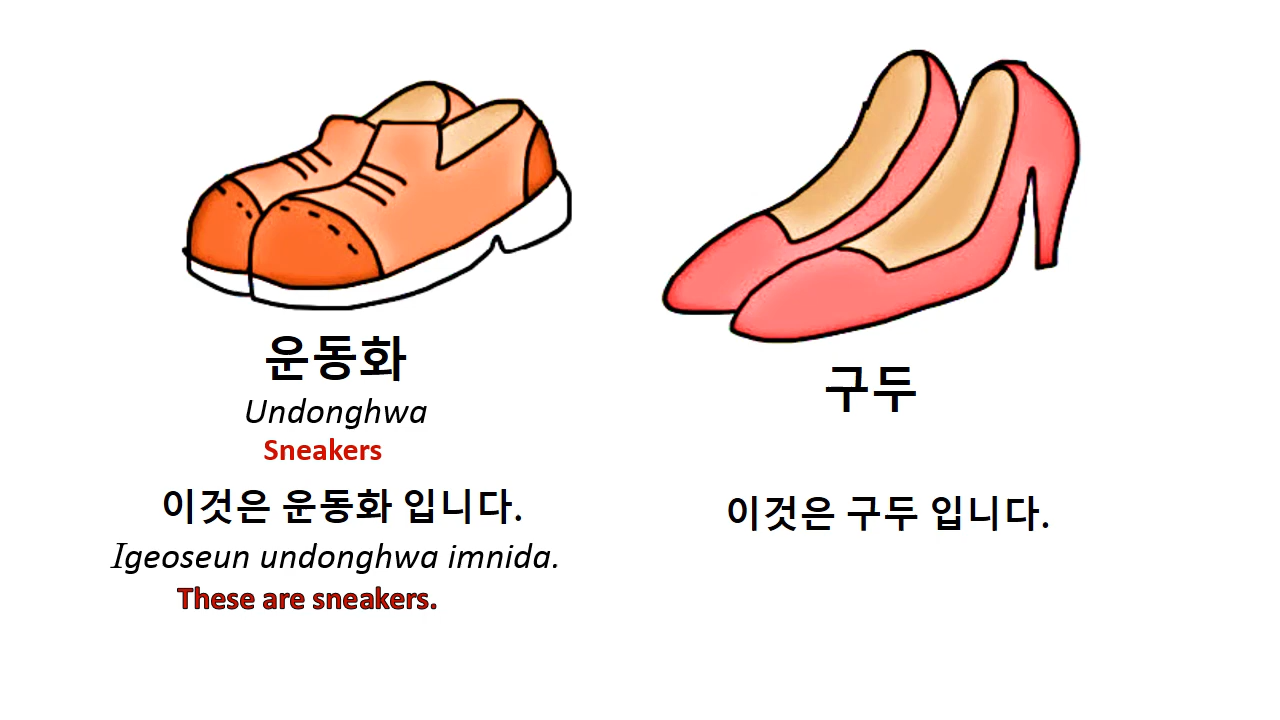 운동화
Undonghwa
Sneakers
이것은 운동화 입니다.
Igeoseun undonghwa imnida.
These are sneakers.
구두
이것은 구두 입니다.